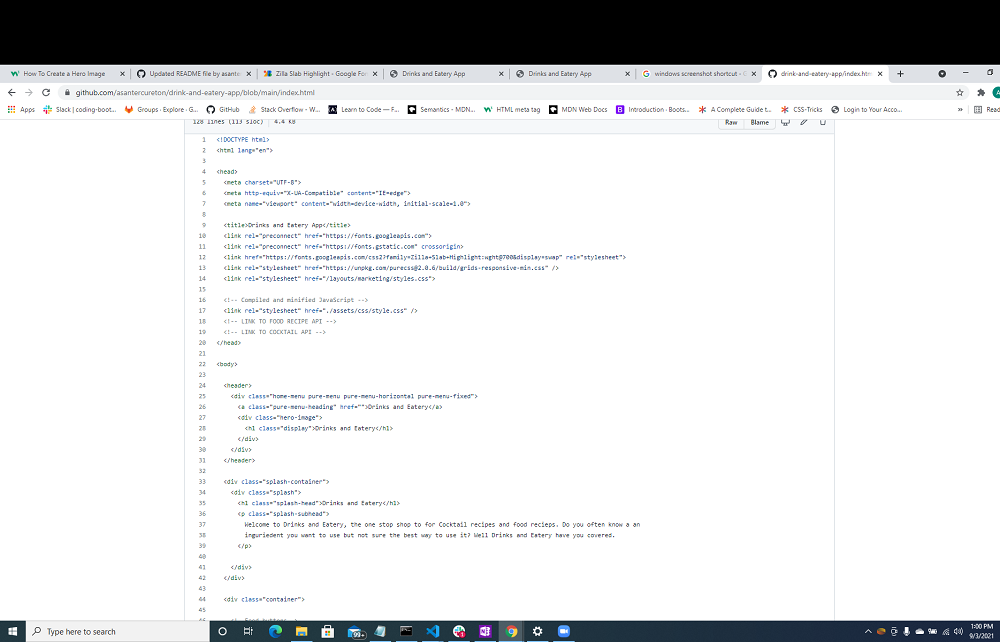 How To Create a Hero Image
Updated README file by asante
Zilla Slab Highlight - Google Fo
Drinks and Eatery App
Drinks and Eatery App
windows screenshot shortcut - G
drink-and-eatery-app/index.htm
github.com/asantercureton/drink-and-eatery-app/blob/main/index.html
Apps
Slack | coding-boot...
Groups · Explore · G...
GitHub
Stack Overflow - W...
Learn to Code — F...
Semantics - MDN...
HTML meta tag
MDN Web Docs
Introduction · Boots...
A Complete Guide t...
CSS-Tricks
Login to Your Acco...
»
Read
128 lines (113 sloc) 4.4 KB
Raw
Blame
1 <!DOCTYPE html>
2 <html lang="en">
3
4 <head>
5 <meta charset="UTF-8">
6 <meta http-equiv="X-UA-Compatible" content="IE=edge">
7 <meta name="viewport" content="width=device-width, initial-scale=1.0">
8
9 <title>Drinks and Eatery App</title>
10 <link rel="preconnect" href="https://fonts.googleapis.com">
11 <link rel="preconnect" href="https://fonts.gstatic.com" crossorigin>
12 <link href="https://fonts.googleapis.com/css2?family=Zilla+Slab+Highlight:wght@700&display=swap" rel="stylesheet">
13 <link rel="stylesheet" href="https://unpkg.com/purecss@2.0.6/build/grids-responsive-min.css" />
14 <link rel="stylesheet" href="/layouts/marketing/styles.css">
15
16 <!-- Compiled and minified JavaScript -->
17 <link rel="stylesheet" href="./assets/css/style.css" />
18 <!-- LINK TO FOOD RECIPE API -->
19 <!-- LINK TO COCKTAIL API -->
20 </head>
21
22 <body>
23
24 <header>
25 <div class="home-menu pure-menu pure-menu-horizontal pure-menu-fixed">
26 <a class="pure-menu-heading" href="">Drinks and Eatery</a>
27 <div class="hero-image">
28 <h1 class="display">Drinks and Eatery</h1>
29 </div>
30 </div>
31 </header>
32
33 <div class="splash-container">
34 <div class="splash">
35 <h1 class="splash-head">Drinks and Eatery</h1>
36 <p class="splash-subhead">
37 Welcome to Drinks and Eatery, the one stop shop to for Cocktail recipes and food recieps. Do you often know a an
38 inguriedent you want to use but not sure the best way to use it? Well Drinks and Eatery have you covered.
39 </p>
40
41 </div>
42 </div>
43
44 <div class="container">
45
Type here to search
99+
1:00 PM
9/3/2021